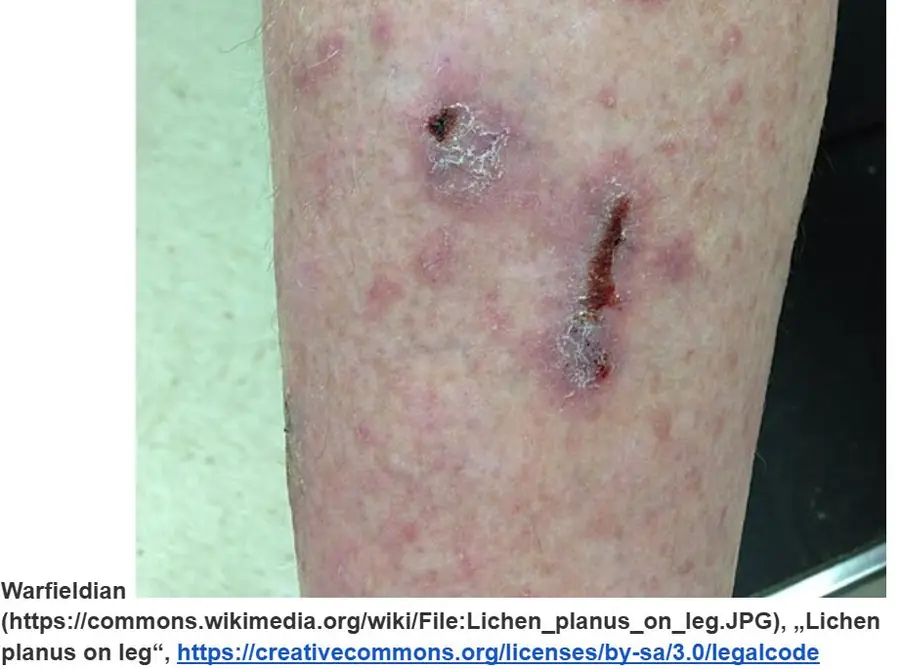 Warfieldian
(https://commons.wikimedia.org/wiki/File:Lichen_planus_on_leg.JPG), „Lichen
planus on leg“, https://creativecommons.org/licenses/by-sa/3.0/legalcode